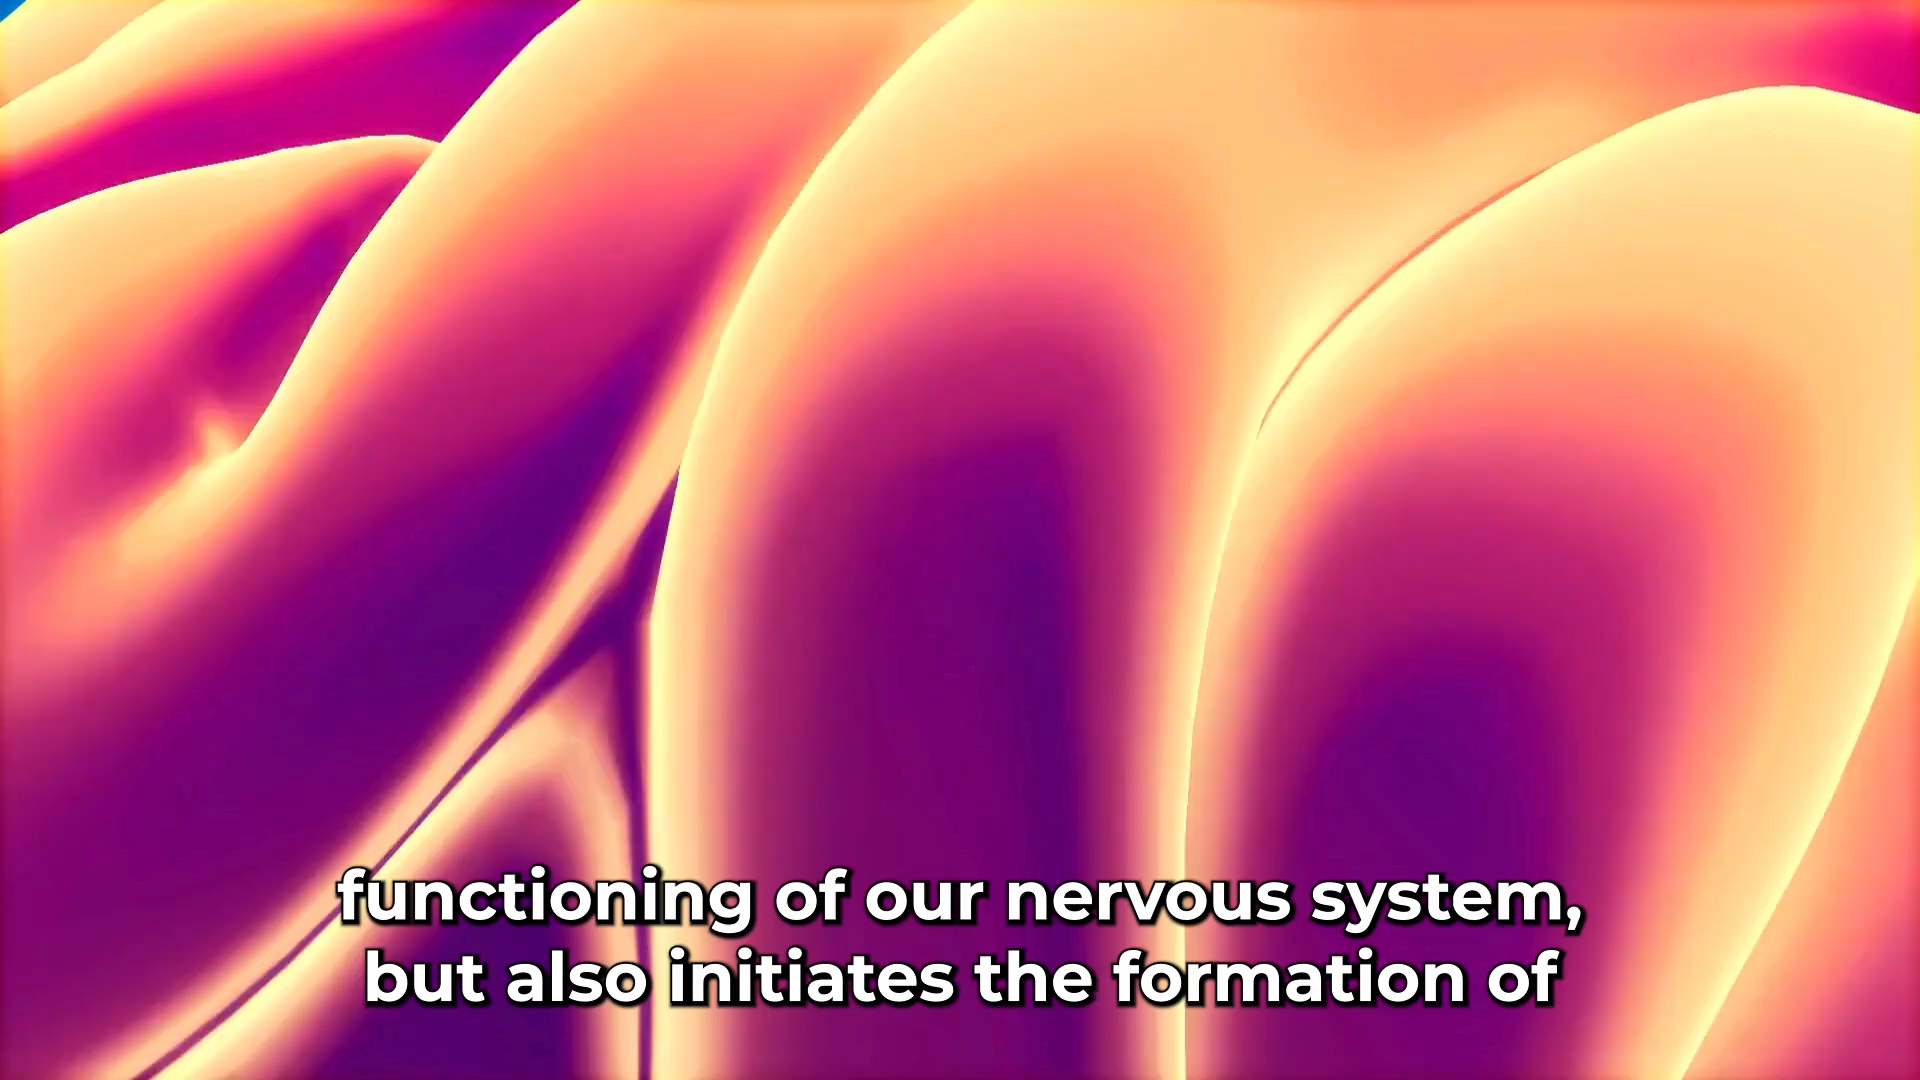 functioning of our nervous system,
but also initiates the formation of